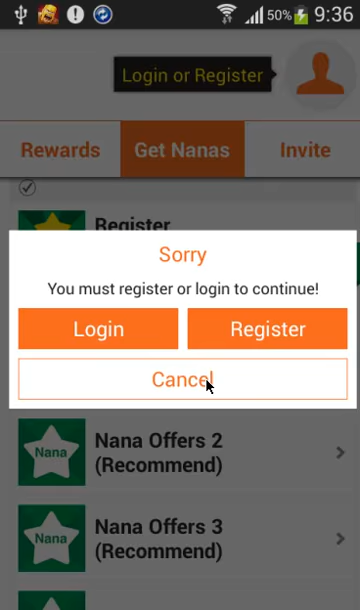 50% 9:36
Login or Register
Rewards
Get Nanas
Invite
Register
Sorry
You must register or login to continue!
Login
Register
Cancel
Nana
Nana Offers 2
(Recommend)
Nana
Nana Offers 3
(Recommend)